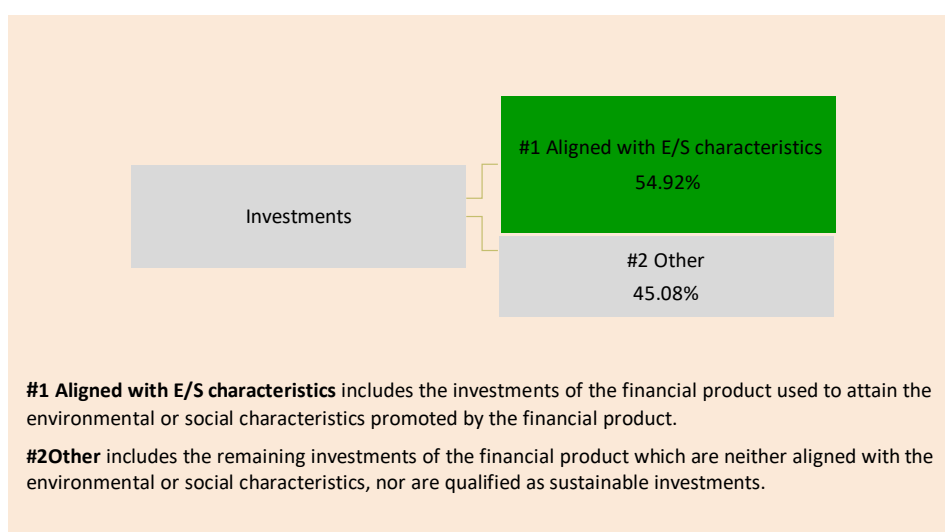 #1 Aligned with E/S characteristics
54.92%
Investments
#2 Other
45.08%
#1 Aligned with E/S characteristics includes the investments of the financial product used to attain the
environmental or social characteristics promoted by the financial product.
#2Other includes the remaining investments of the financial product which are neither aligned with the
environmental or social characteristics, nor are qualified as sustainable investments.